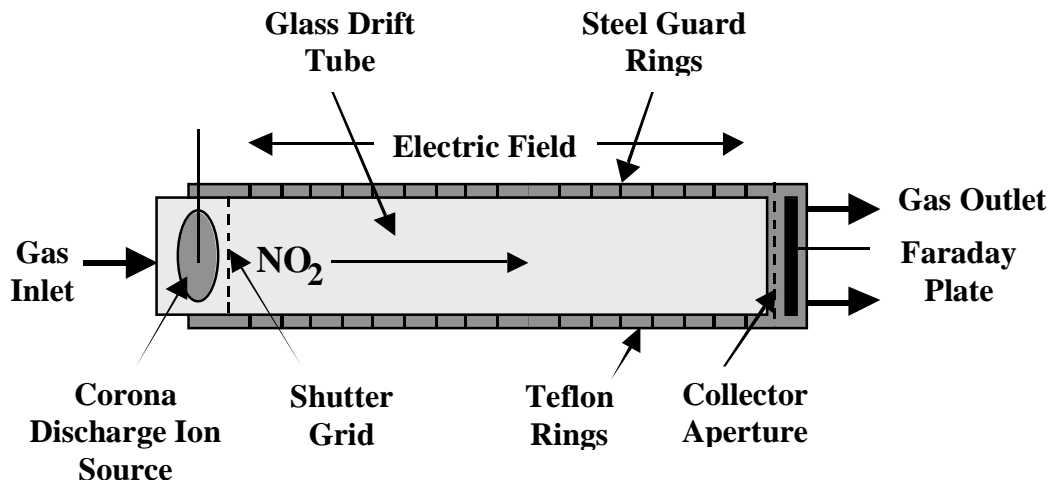 Glass Drift
Tube
Steel Guard
Rings
Electric Field
Gas
Inlet
NO₂
Gas Outlet
Faraday
Plate
Corona
Discharge Ion
Source
Shutter
Grid
Teflon
Rings
Collector
Aperture